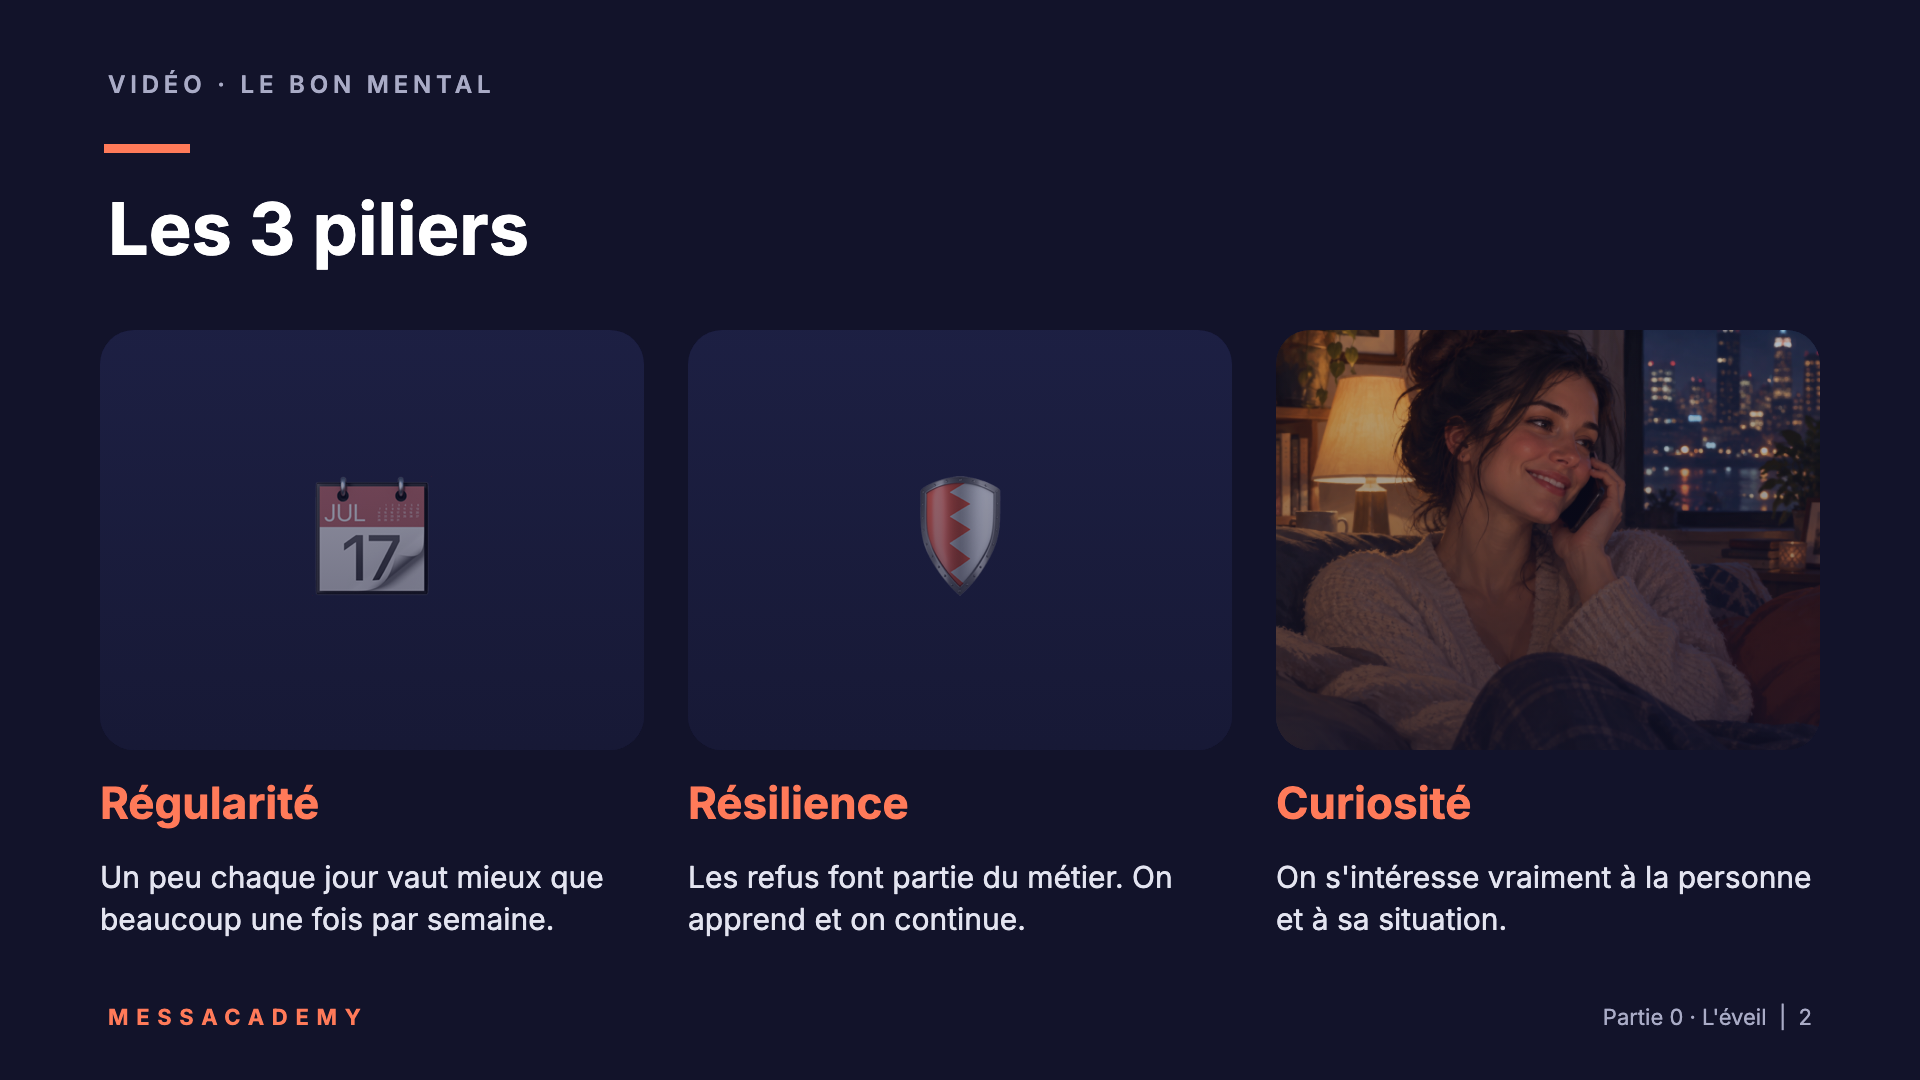 VIDÉO · LE BON MENTAL
Les 3 piliers
JUL
17
Régularité
Un peu chaque jour vaut mieux que
beaucoup une fois par semaine.
Résilience
Les refus font partie du métier. On
apprend et on continue.
Curiosité
On s'intéresse vraiment à la personne
et à sa situation.
MESSACADEMY
Partie 0 · L'éveil | 2